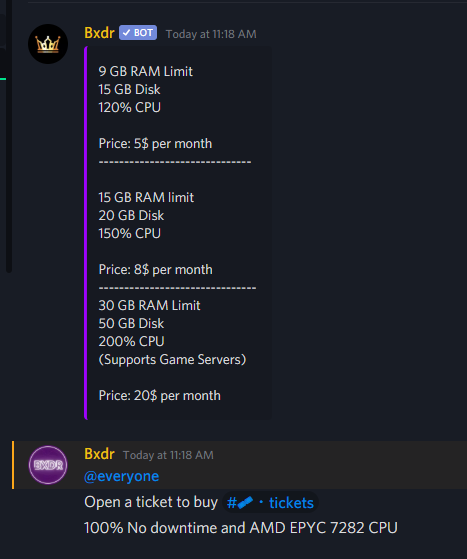 Bxdr ✓ BOT Today at 11:18 AM
9 GB RAM Limit
15 GB Disk
120% CPU
Price: 5$ per month
------------------------------
15 GB RAM limit
20 GB Disk
150% CPU
Price: 8$ per month
-------------------------------
30 GB RAM Limit
50 GB Disk
200% CPU
(Supports Game Servers)
Price: 20$ per month
BXDR
Bxdr Today at 11:18 AM
@everyone
Open a ticket to buy #🎟・tickets
100% No downtime and AMD EPYC 7282 CPU